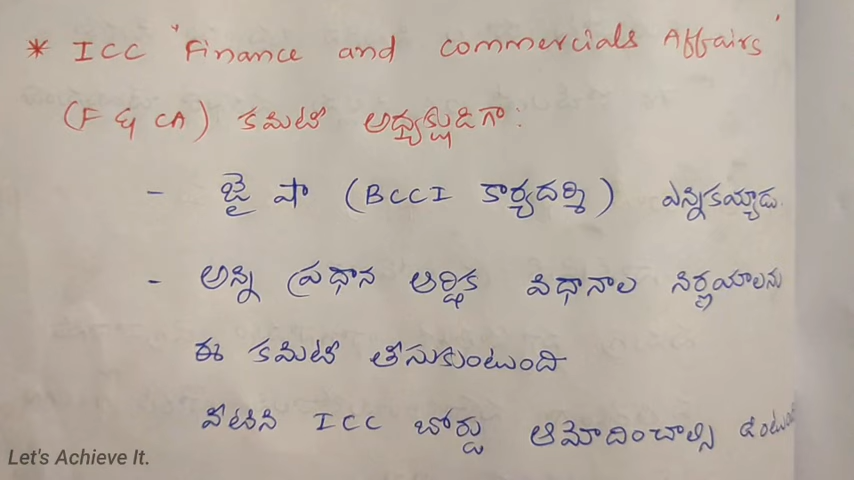 * ICC "Finance and commercials Affairs"
(F & CA) కమిటీ అధ్యక్షుడిగా:
- జై షా (BCCI కార్యదర్శి) ఎన్నికయ్యాడు.
- అన్ని ప్రధాన ఆర్థిక విధానాల నిర్ణయాలను
ఈ కమిటీ తీసుకుంటుంది
వీటిని ICC బోర్డు ఆమోదించాల్సి
Let's Achieve It.